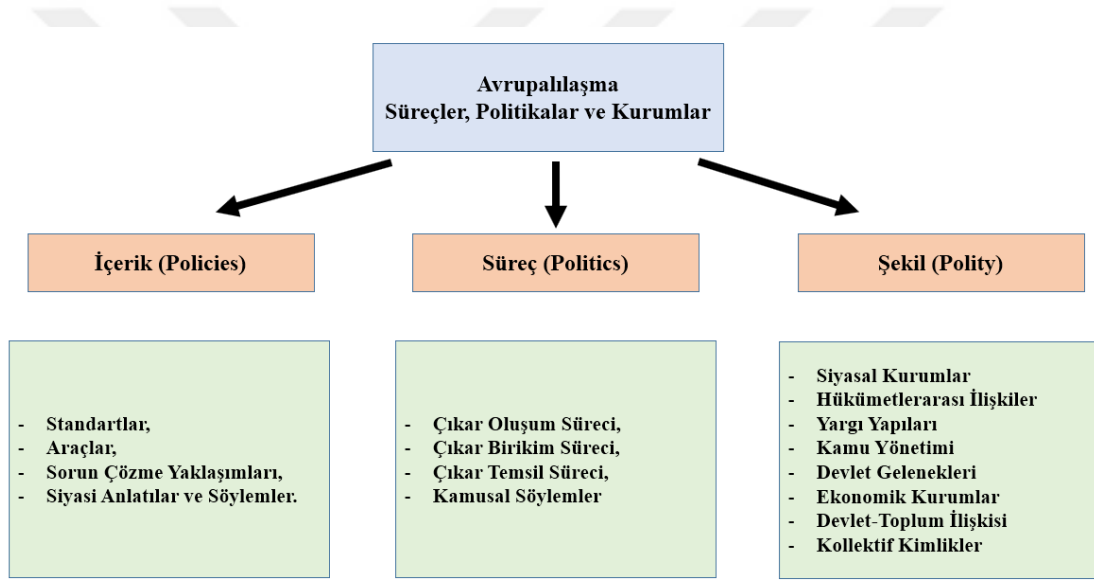 Avrupalılaşma
Süreçler, Politikalar ve Kurumlar
İçerik (Policies)
Süreç (Politics)
Şekil (Polity)
- Standartlar,
- Araçlar,
- Sorun Çözme Yaklaşımları,
- Siyasi Anlatılar ve Söylemler.
- Çıkar Oluşum Süreci,
- Çıkar Birikim Süreci,
- Çıkar Temsil Süreci,
- Kamusal Söylemler
- Siyasal Kurumlar
- Hükümetlerarası İlişkiler
- Yargı Yapıları
- Kamu Yönetimi
- Devlet Gelenekleri
- Ekonomik Kurumlar
- Devlet-Toplum İlişkisi
- Kollektif Kimlikler